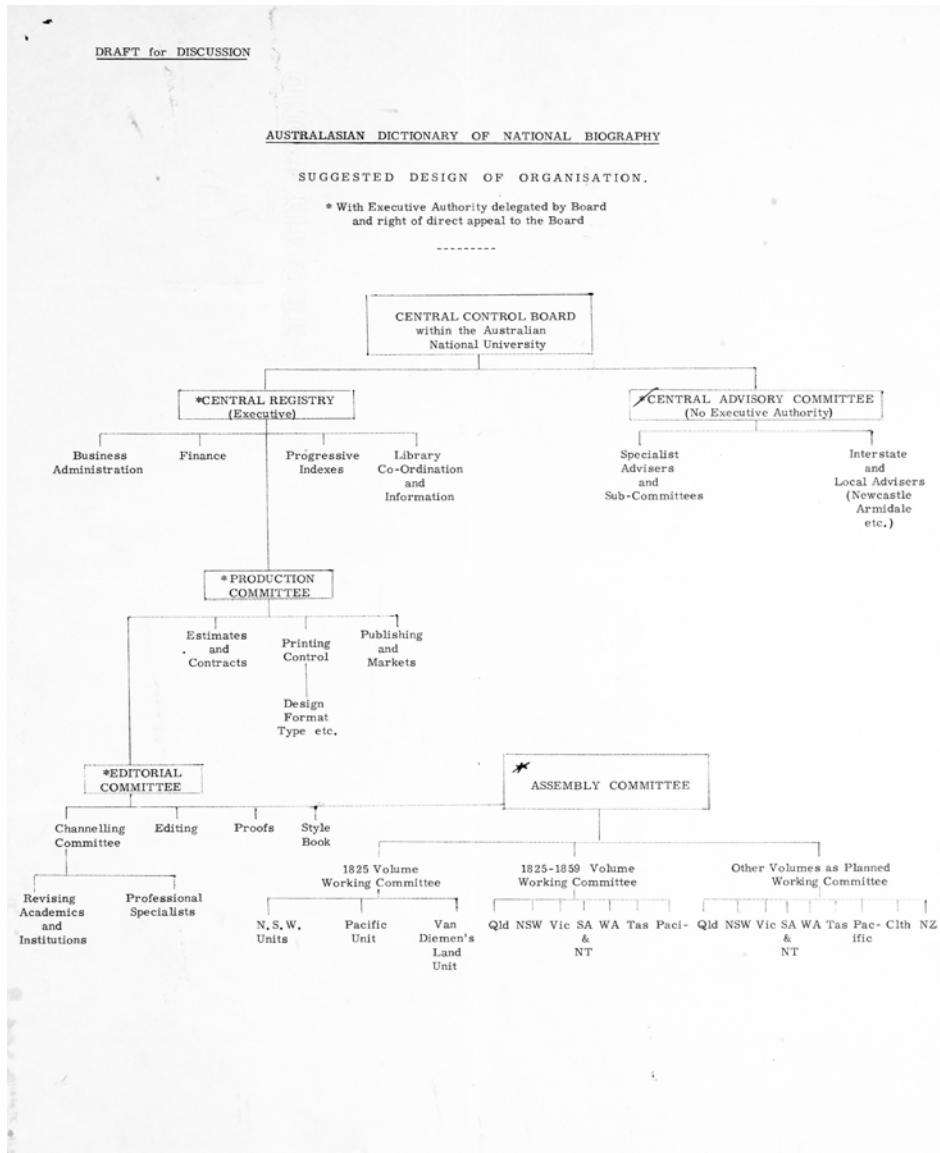 DRAFT for DISCUSSION
AUSTRALASIAN DICTIONARY OF NATIONAL BIOGRAPHY
SUGGESTED DESIGN OF ORGANISATION.
* With Executive Authority delegated by Board
and right of direct appeal to the Board
---------
CENTRAL CONTROL BOARD
within the Australian
National University
*CENTRAL REGISTRY
(Executive)
*CENTRAL ADVISORY COMMITTEE
(No Executive Authority)
Business
Administration
Finance
Progressive
Indexes
Library
Co-Ordination
and
Information
Specialist
Advisers
and
Sub-Committees
Interstate
and
Local Advisers
(Newcastle
Armidale
etc.)
*PRODUCTION
COMMITTEE
Estimates
and
Contracts
Printing
Control
Publishing
and
Markets
Design
Format
Type etc.
*EDITORIAL
COMMITTEE
*
ASSEMBLY COMMITTEE
Channelling
Committee
Editing
Proofs
Style
Book
Revising
Academics
and
Institutions
Professional
Specialists
1825 Volume
Working Committee
1825-1859 Volume
Working Committee
Other Volumes as Planned
Working Committee
N.S.W.
Units
Pacific
Unit
Van
Diemen's
Land
Unit
Qld NSW Vic SA WA Tas Paci-
&
NT
Qld NSW Vic SA WA Tas Pac- Clth NZ
& ific
NT